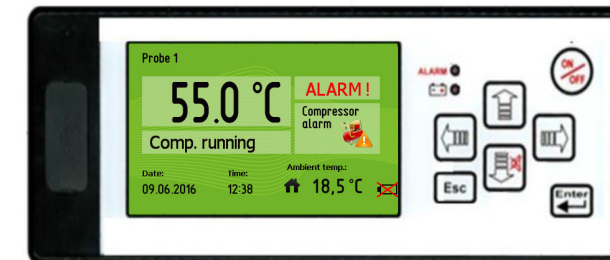 Probe 1
55.0 °C
ALARM !
Compressor
alarm
Comp. running
Date:
Time:
Ambient temp.:
09.06.2016
12:38
18,5°C
ALARM
ON/OFF
Esc
Enter